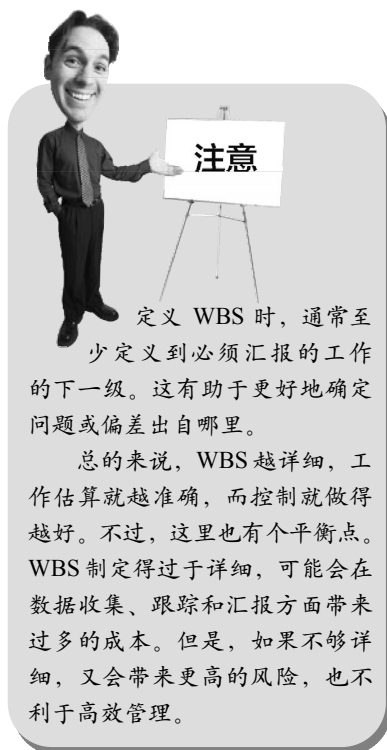 注意
定义 WBS 时，通常至
少定义到必须汇报的工作
的下一级。这有助于更好地确定
问题或偏差出自哪里。
总的来说，WBS 越详细，工
作估算就越准确，而控制就做得
越好。不过，这里也有个平衡点。
WBS 制定得过于详细，可能会在
数据收集、跟踪和汇报方面带来
过多的成本。但是，如果不够详
细，又会带来更高的风险，也不
利于高效管理。